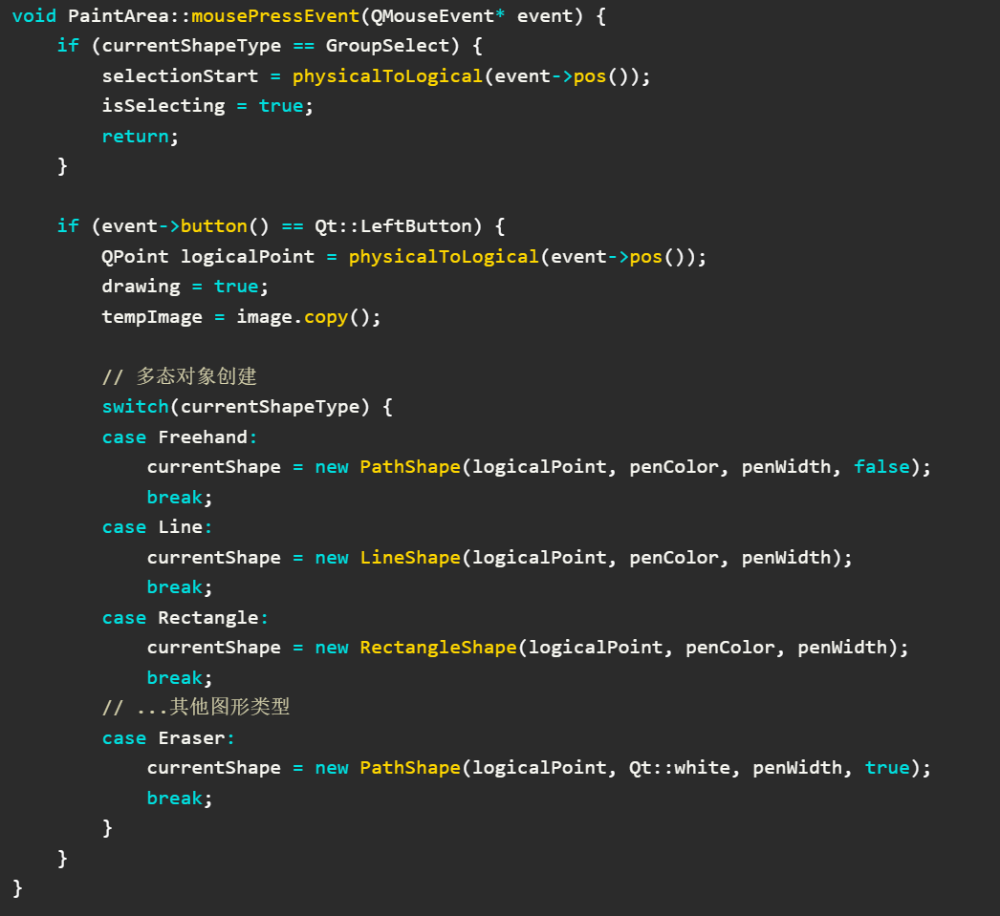 void PaintArea::mousePressEvent(QMouseEvent* event) {
    if (currentShapeType == GroupSelect) {
        selectionStart = physicalToLogical(event->pos());
        isSelecting = true;
        return;
    }

    if (event->button() == Qt::LeftButton) {
        QPoint logicalPoint = physicalToLogical(event->pos());
        drawing = true;
        tempImage = image.copy();

        // 多态对象创建
        switch(currentShapeType) {
        case Freehand:
            currentShape = new PathShape(logicalPoint, penColor, penWidth, false);
            break;
        case Line:
            currentShape = new LineShape(logicalPoint, penColor, penWidth);
            break;
        case Rectangle:
            currentShape = new RectangleShape(logicalPoint, penColor, penWidth);
            break;
        // ...其他图形类型
        case Eraser:
            currentShape = new PathShape(logicalPoint, Qt::white, penWidth, true);
            break;
        }
    }
}